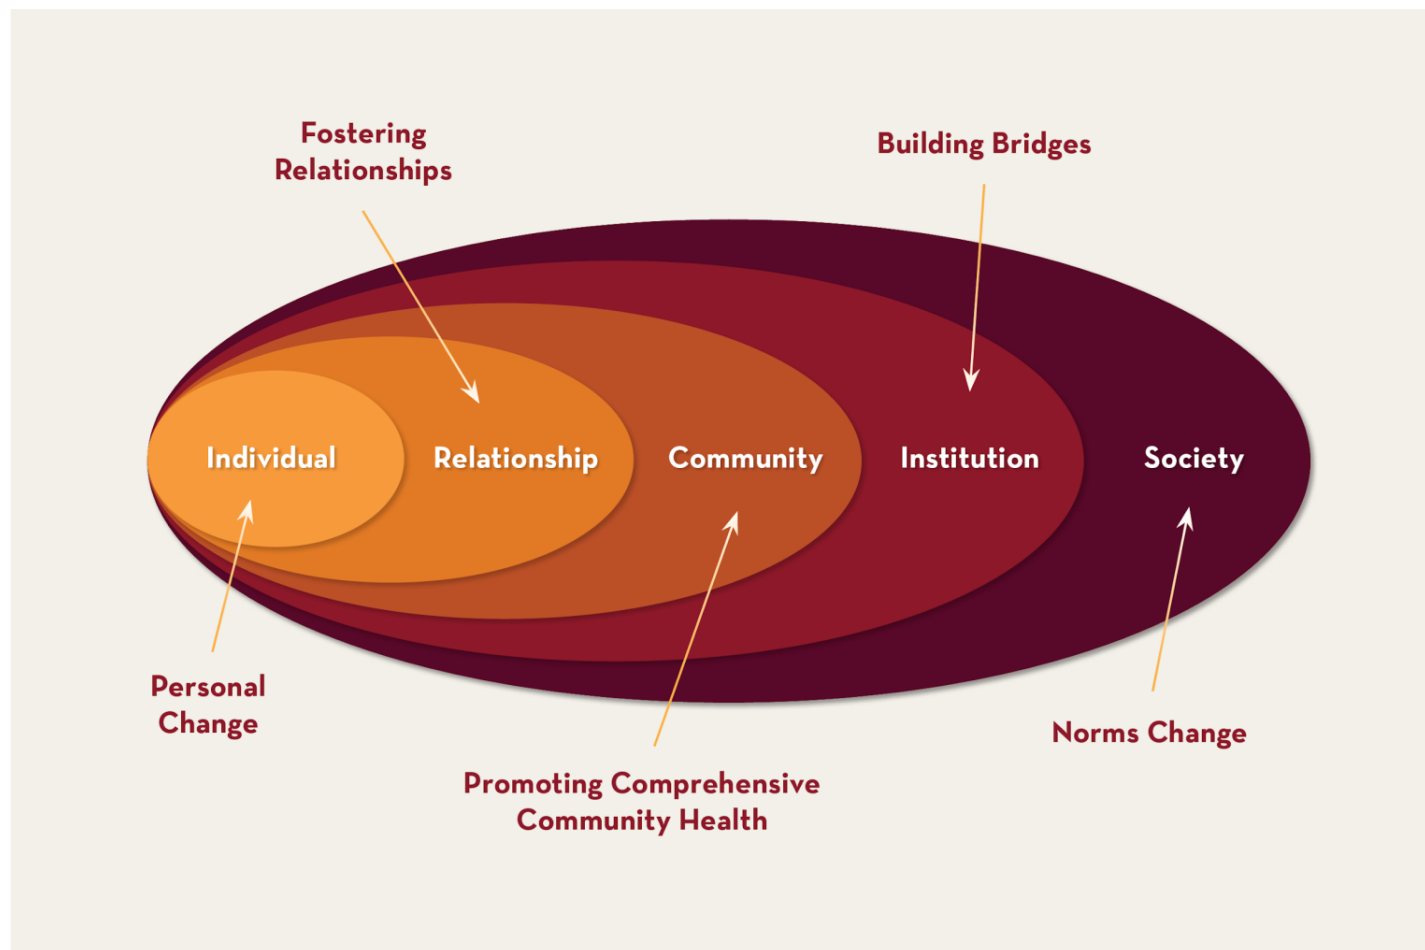 Fostering
Relationships
Building Bridges
Individual
Relationship
Community
Institution
Society
Personal
Change
Promoting Comprehensive
Community Health
Norms Change